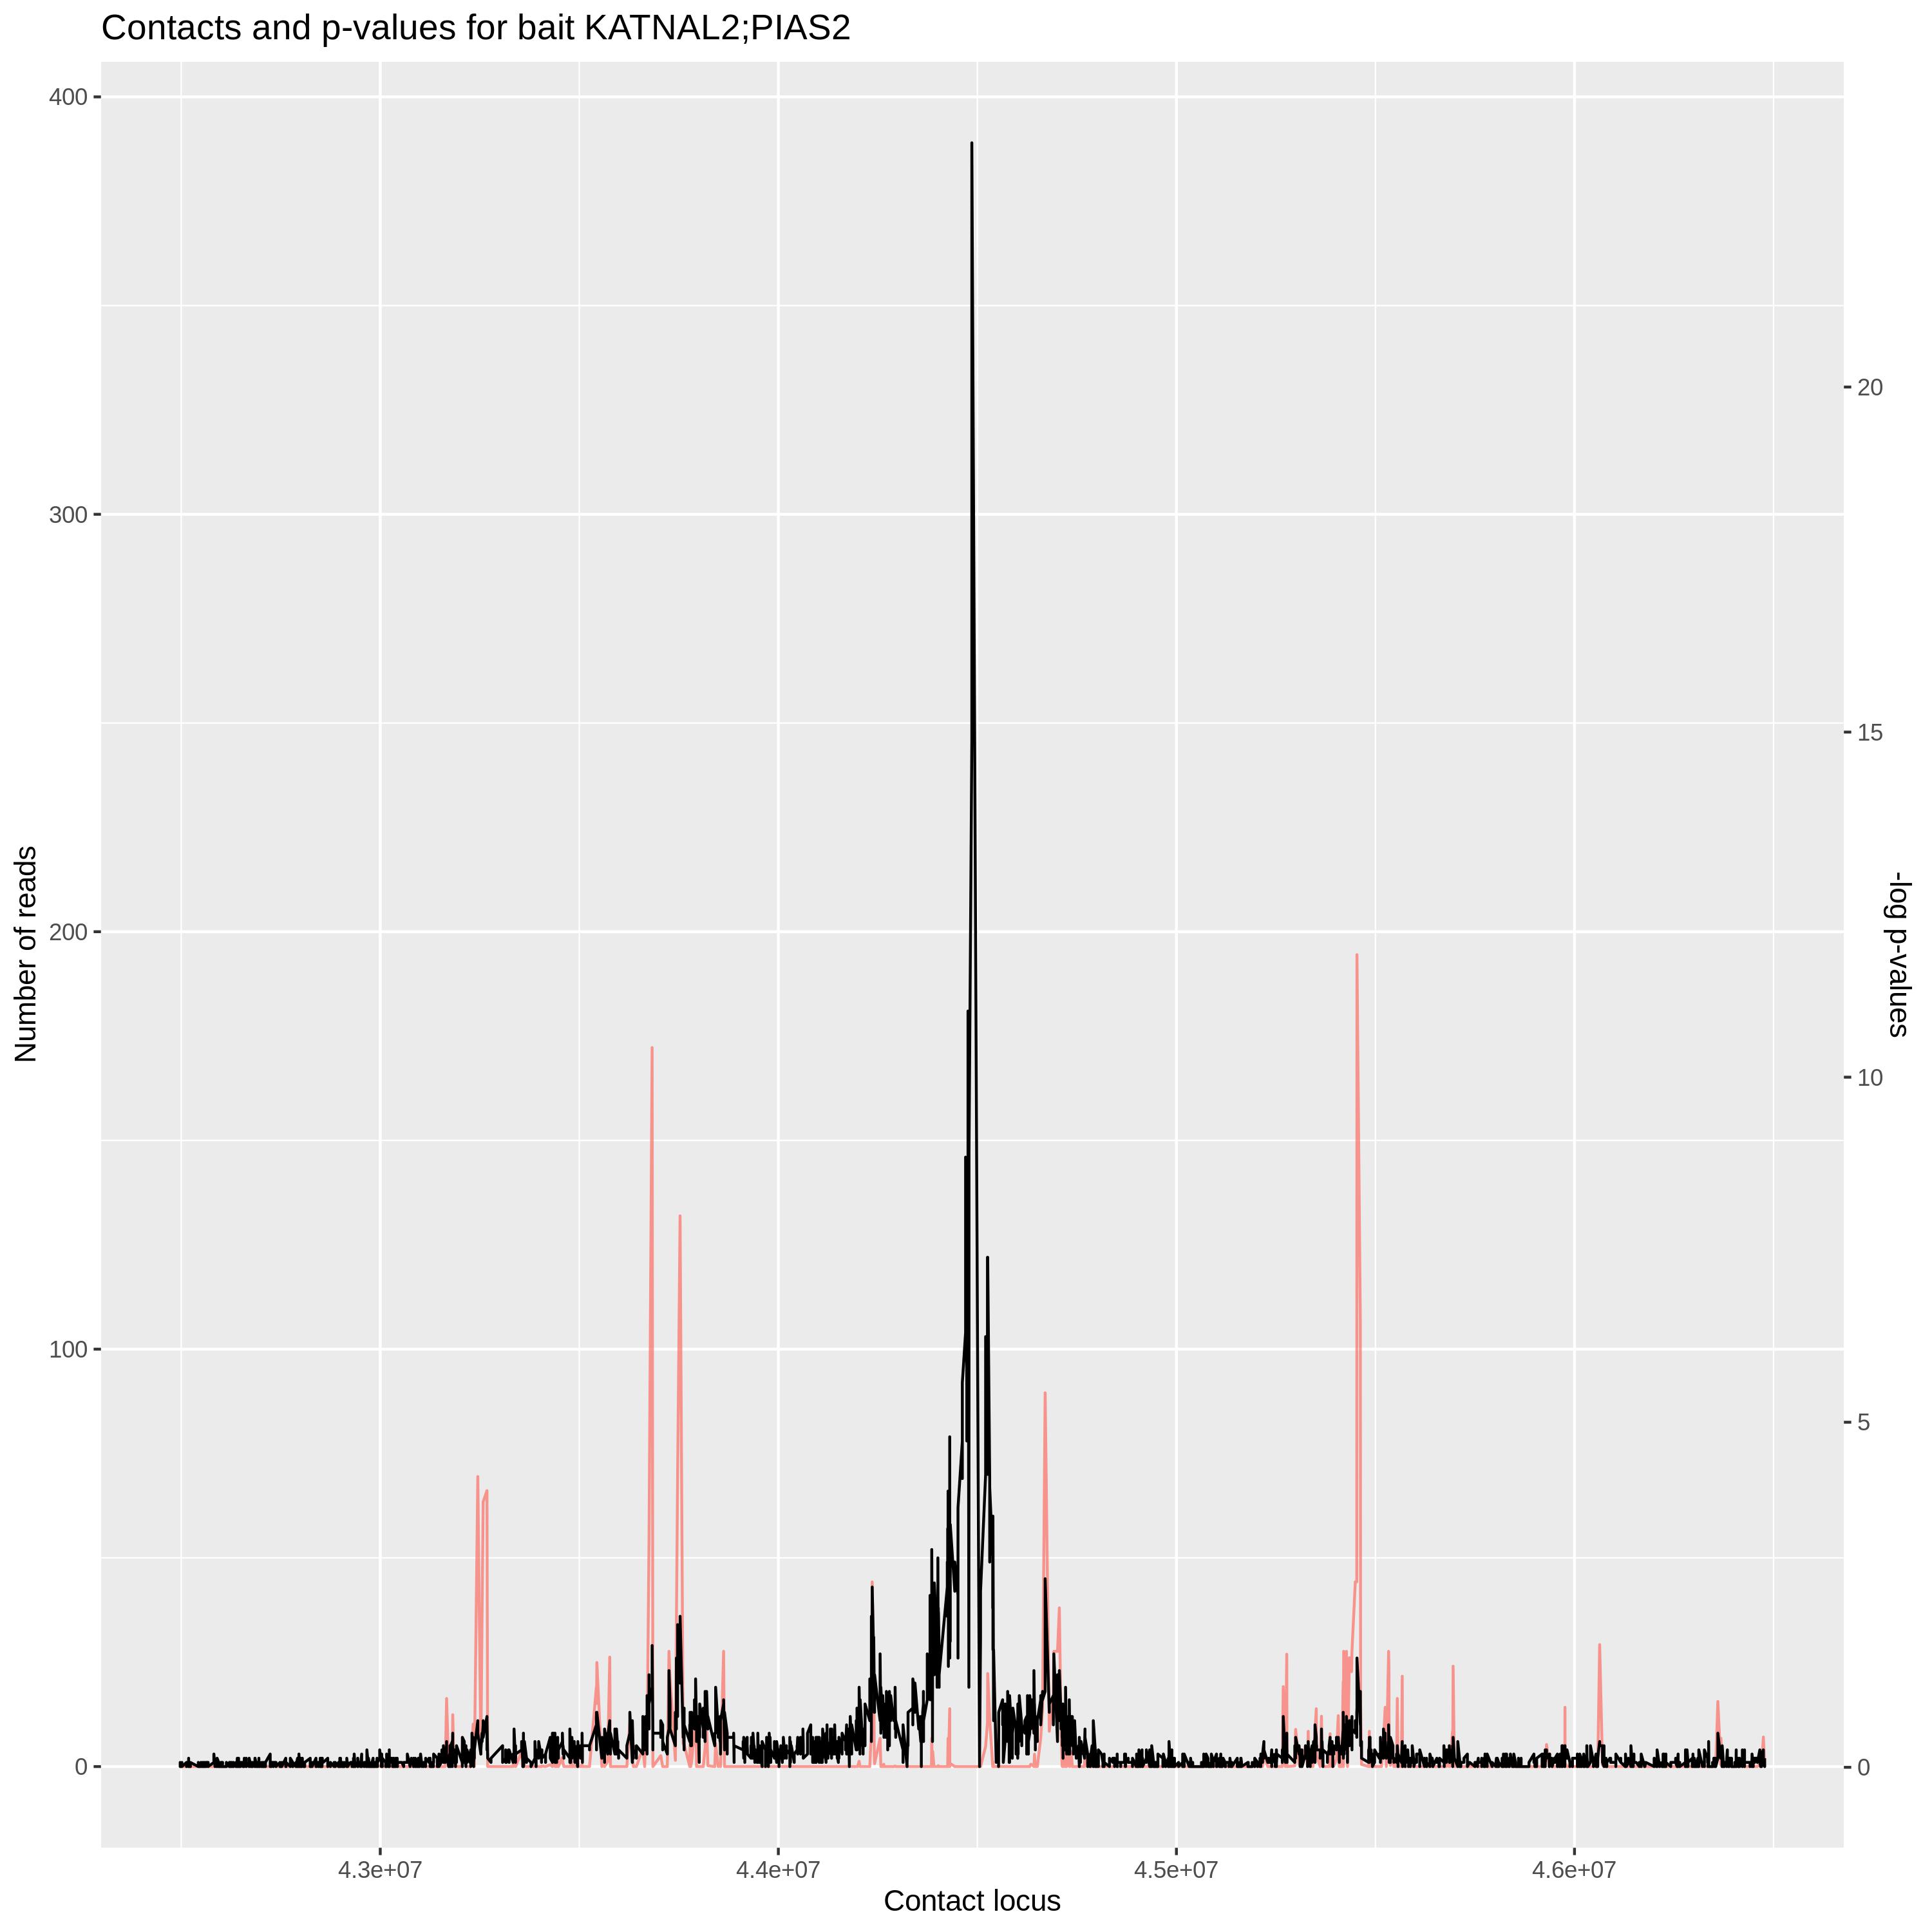 Contacts and p-values for bait KATNAL2;PIAS2
400
300
200
100
0
Number of reads
20
15
10
5
0
-log p-values
4.3e+07
4.4e+07
4.5e+07
4.6e+07
Contact locus